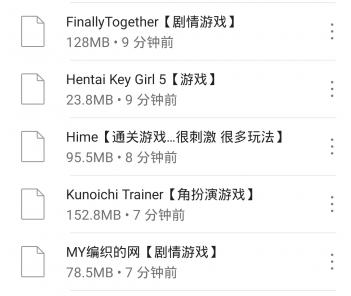 FinallyTogether【剧情游戏】
128MB • 9 分钟前
Hentai Key Girl 5【游戏】
23.8MB • 9 分钟前
Hime【通关游戏…很刺激 很多玩法】
95.5MB • 8 分钟前
Kunoichi Trainer【角扮演游戏】
152.8MB • 7 分钟前
MY编织的网【剧情游戏】
78.5MB • 7 分钟前